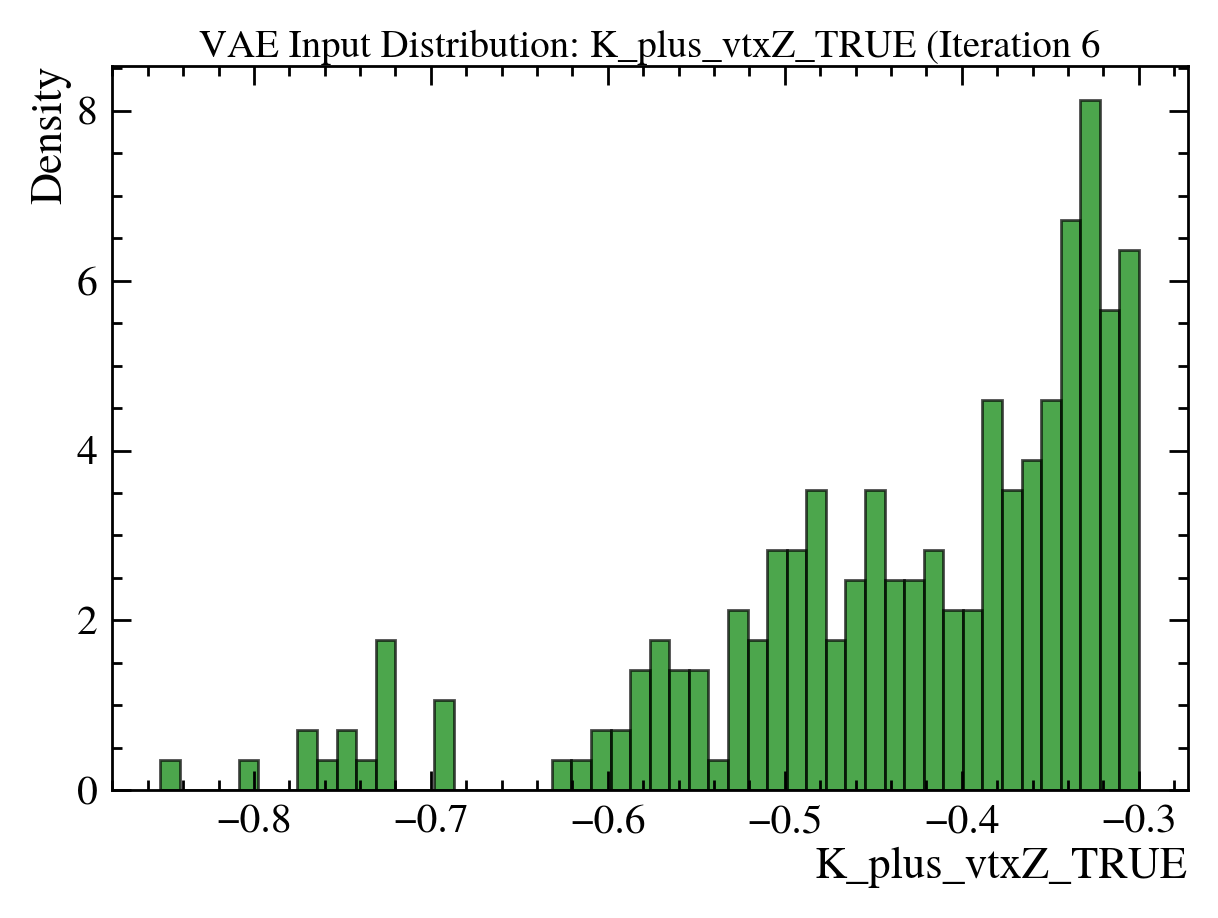 VAE Input Distribution: K_plus_vtxZ_TRUE (Iteration 6
Density
8
6
4
2
0
−0.8 −0.7 −0.6 −0.5 −0.4 −0.3
K_plus_vtxZ_TRUE